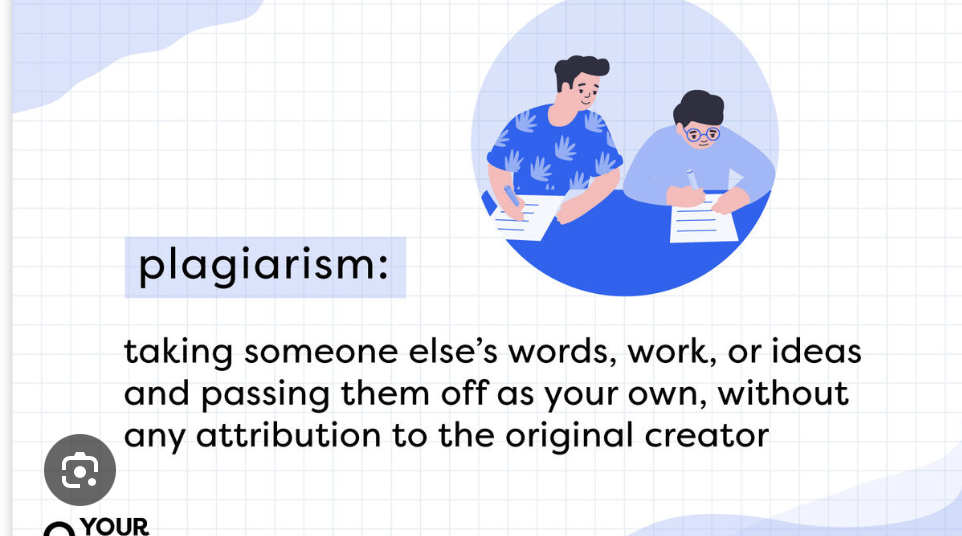 plagiarism:
taking someone else’s words, work, or ideas
and passing them off as your own, without
any attribution to the original creator
YOUR